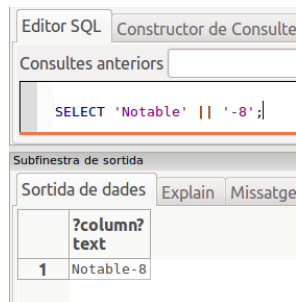 Editor SQL Constructor de Consulte
Consultes anteriors
SELECT 'Notable' || '-8';
Subfinestra de sortida
Sortida de dades Explain Missatge
?column?
text
1 Notable-8